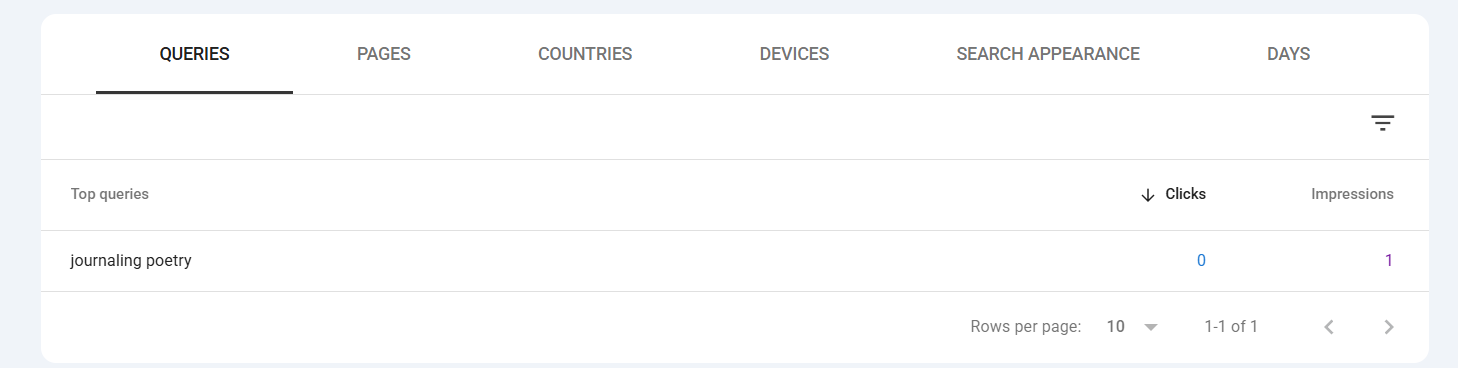 QUERIES PAGES COUNTRIES DEVICES SEARCH APPEARANCE DAYS
Top queries Clicks Impressions
journaling poetry 0 1
Rows per page: 10 1-1 of 1